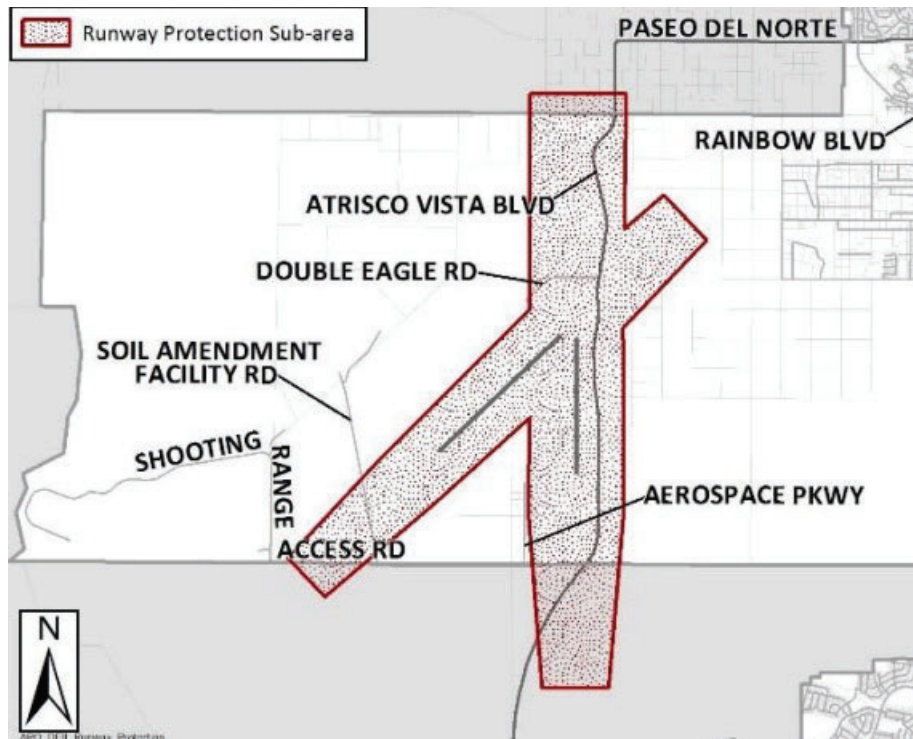 Runway Protection Sub-area
PASEO DEL NORTE
RAINBOW BLVD
ATRISCO VISTA BLVD
DOUBLE EAGLE RD
SOIL AMENDMENT
FACILITY RD
SHOOTING
RANGE
ACCESS RD
AEROSPACE PKWY
N